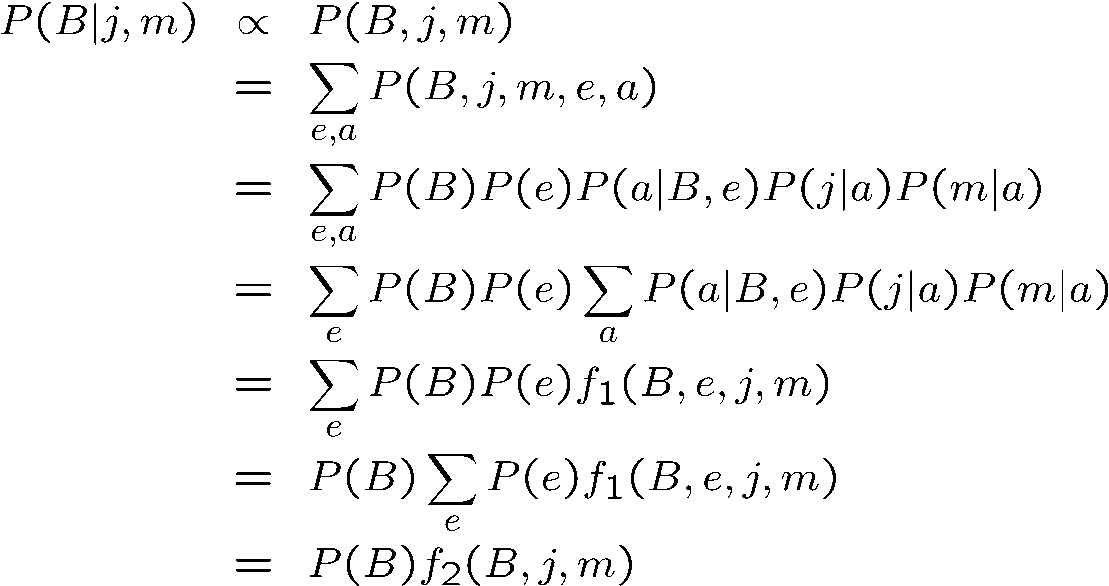 P(B|j, m) ∝ P(B, j, m)
= ∑_{e,a} P(B, j, m, e, a)
= ∑_{e,a} P(B)P(e)P(a|B, e)P(j|a)P(m|a)
= ∑_e P(B)P(e) ∑_a P(a|B, e)P(j|a)P(m|a)
= ∑_e P(B)P(e)f_1(B, e, j, m)
= P(B) ∑_e P(e)f_1(B, e, j, m)
= P(B)f_2(B, j, m)